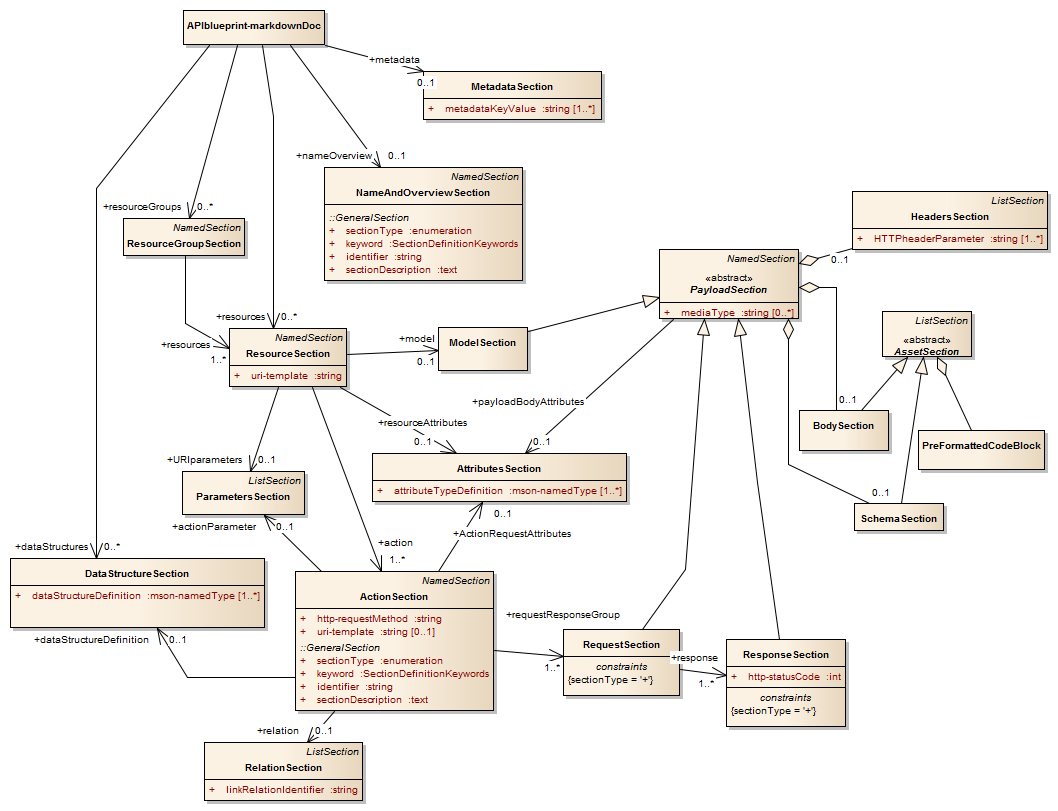 APIblueprint-markdownDoc
+metadata
0..1
MetadataSection
+ metadataKeyValue :string [1..*]
+nameOverview
0..1
NamedSection
NameAndOverviewSection
::GeneralSection
+ sectionType :enumeration
+ keyword :SectionDefinitionKeywords
+ identifier :string
+ sectionDescription :text
+resourceGroups
0..*
NamedSection
ResourceGroupSection
ListSection
HeadersSection
+ HTTPheaderParameter :string [1..*]
0..1
NamedSection
«abstract»
PayloadSection
+ mediaType :string [0..*]
+resources
0..*
+resources
1..*
NamedSection
ResourceSection
+ uri-template :string
+model
0..1
ModelSection
ListSection
«abstract»
AssetSection
0..1
BodySection
PreFormattedCodeBlock
+payloadBodyAttributes
0..1
+resourceAttributes
0..1
AttributesSection
+ attributeTypeDefinition :mson-namedType [1..*]
0..1
+ActionRequestAttributes
+URIparameters
0..1
ListSection
ParametersSection
+actionParameter
0..1
0..1
SchemaSection
+action
1..*
+dataStructures
0..*
DataStructureSection
+ dataStructureDefinition :mson-namedType [1..*]
+dataStructureDefinition
0..1
NamedSection
ActionSection
+ http-requestMethod :string
+ uri-template :string [0..1]
::GeneralSection
+ sectionType :enumeration
+ keyword :SectionDefinitionKeywords
+ identifier :string
+ sectionDescription :text
+requestResponseGroup
1..*
RequestSection
constraints
{sectionType = '+'}
+response
1..*
ResponseSection
+ http-statusCode :int
constraints
{sectionType = '+'}
+relation
0..1
ListSection
RelationSection
+ linkRelationIdentifier :string